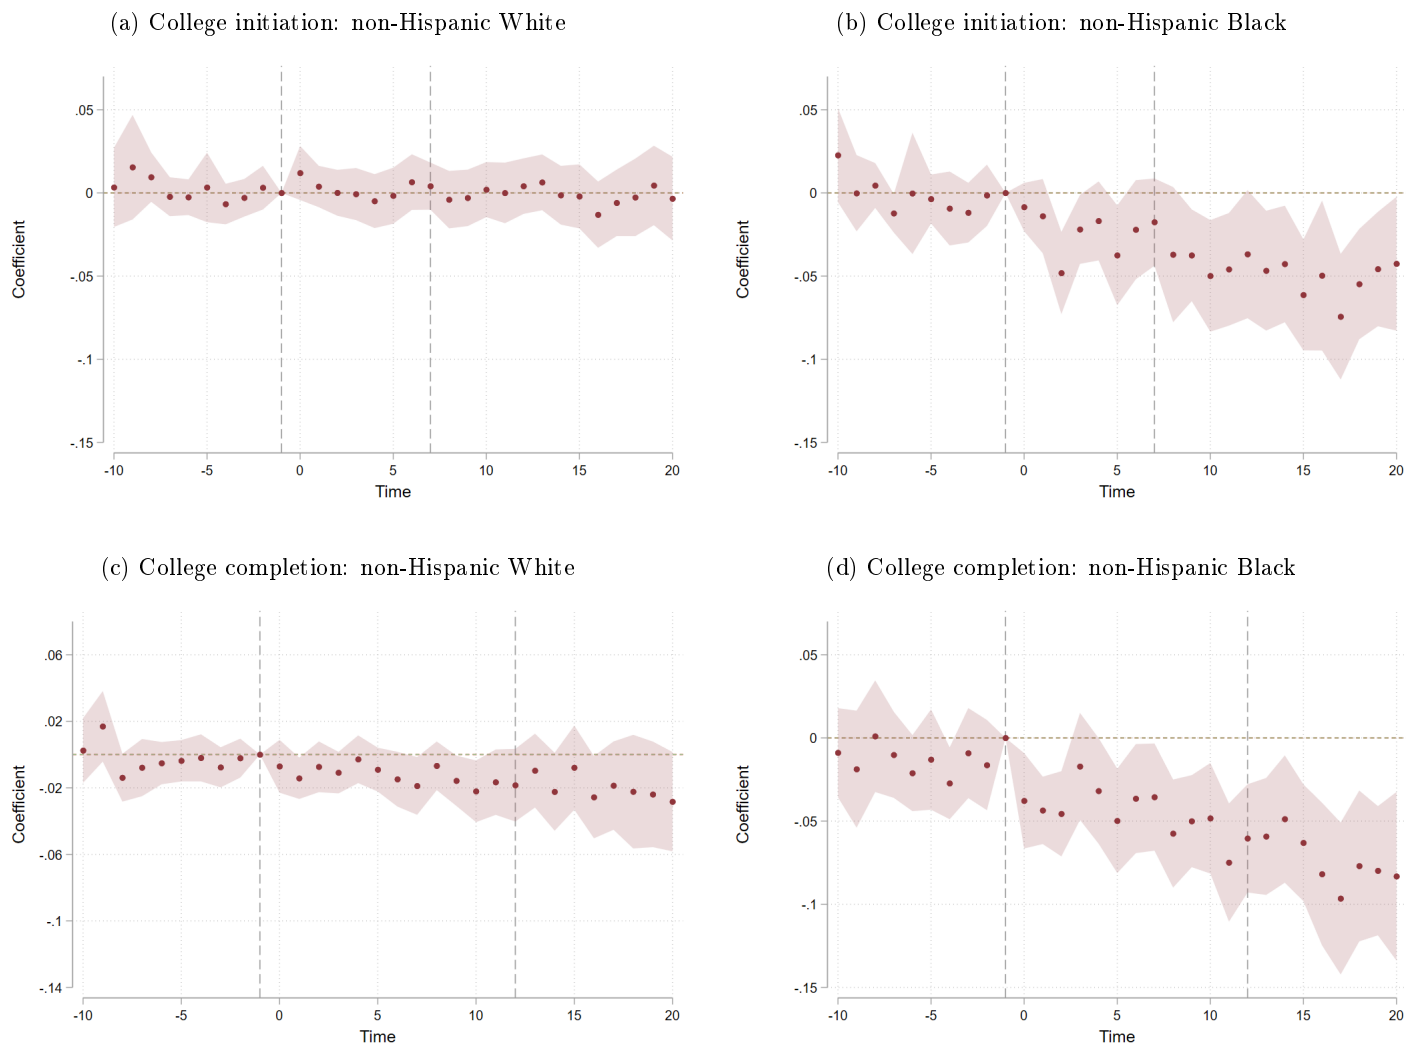 (a) College initiation: non-Hispanic White
.05
0
-.05
-.1
-.15
Coefficient
-10 -5 0 5 10 15 20
Time
(b) College initiation: non-Hispanic Black
.05
0
-.05
-.1
-.15
Coefficient
-10 -5 0 5 10 15 20
Time
(c) College completion: non-Hispanic White
.06
.02
-.02
-.06
-.1
-.14
Coefficient
-10 -5 0 5 10 15 20
Time
(d) College completion: non-Hispanic Black
.05
0
-.05
-.1
-.15
Coefficient
-10 -5 0 5 10 15 20
Time